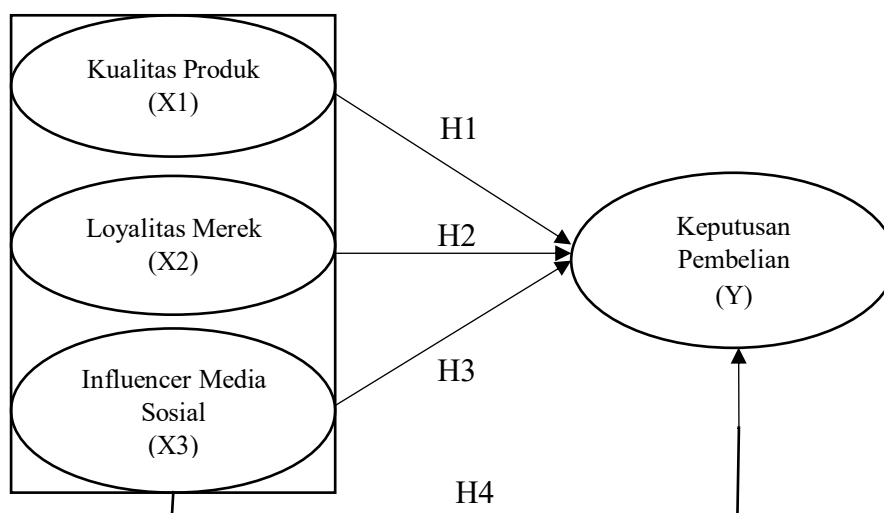 Kualitas Produk
(X1)
H1
Loyalitas Merek
(X2)
H2
Keputusan
Pembelian
(Y)
Influencer Media
Sosial
(X3)
H3
H4